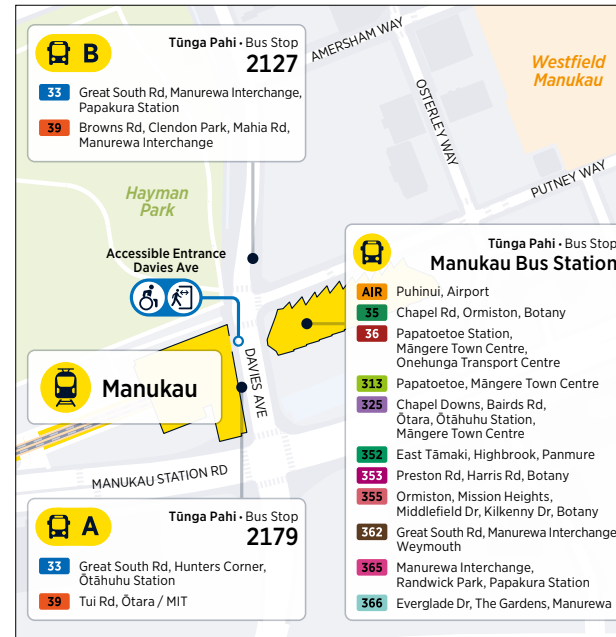 B
Tūnga Pahi · Bus Stop
2127
33 Great South Rd, Manurewa Interchange,
Papakura Station
39 Browns Rd, Clendon Park, Mahia Rd,
Manurewa Interchange
AMERSHAM WAY
OSTERLEY WAY
Westfield
Manukau
PUTNEY WAY
Hayman
Park
Accessible Entrance
Davies Ave
Manukau
DAVIES AVE
MANUKAU STATION RD
A
Tūnga Pahi · Bus Stop
2179
33 Great South Rd, Hunters Corner,
Ōtāhuhu Station
39 Tui Rd, Ōtara / MIT
Tūnga Pahi · Bus Stop
Manukau Bus Station
AIR Puhinui, Airport
35 Chapel Rd, Ormiston, Botany
36 Papatoetoe Station,
Māngere Town Centre,
Onehunga Transport Centre
313 Papatoetoe, Māngere Town Centre
325 Chapel Downs, Bairds Rd,
Ōtara, Ōtāhuhu Station,
Māngere Town Centre
352 East Tāmaki, Highbrook, Panmure
353 Preston Rd, Harris Rd, Botany
355 Ormiston, Mission Heights,
Middlefield Dr, Kilkenny Dr, Botany
362 Great South Rd, Manurewa Interchange
Weymouth
365 Manurewa Interchange,
Randwick Park, Papakura Station
366 Everglade Dr, The Gardens, Manurewa